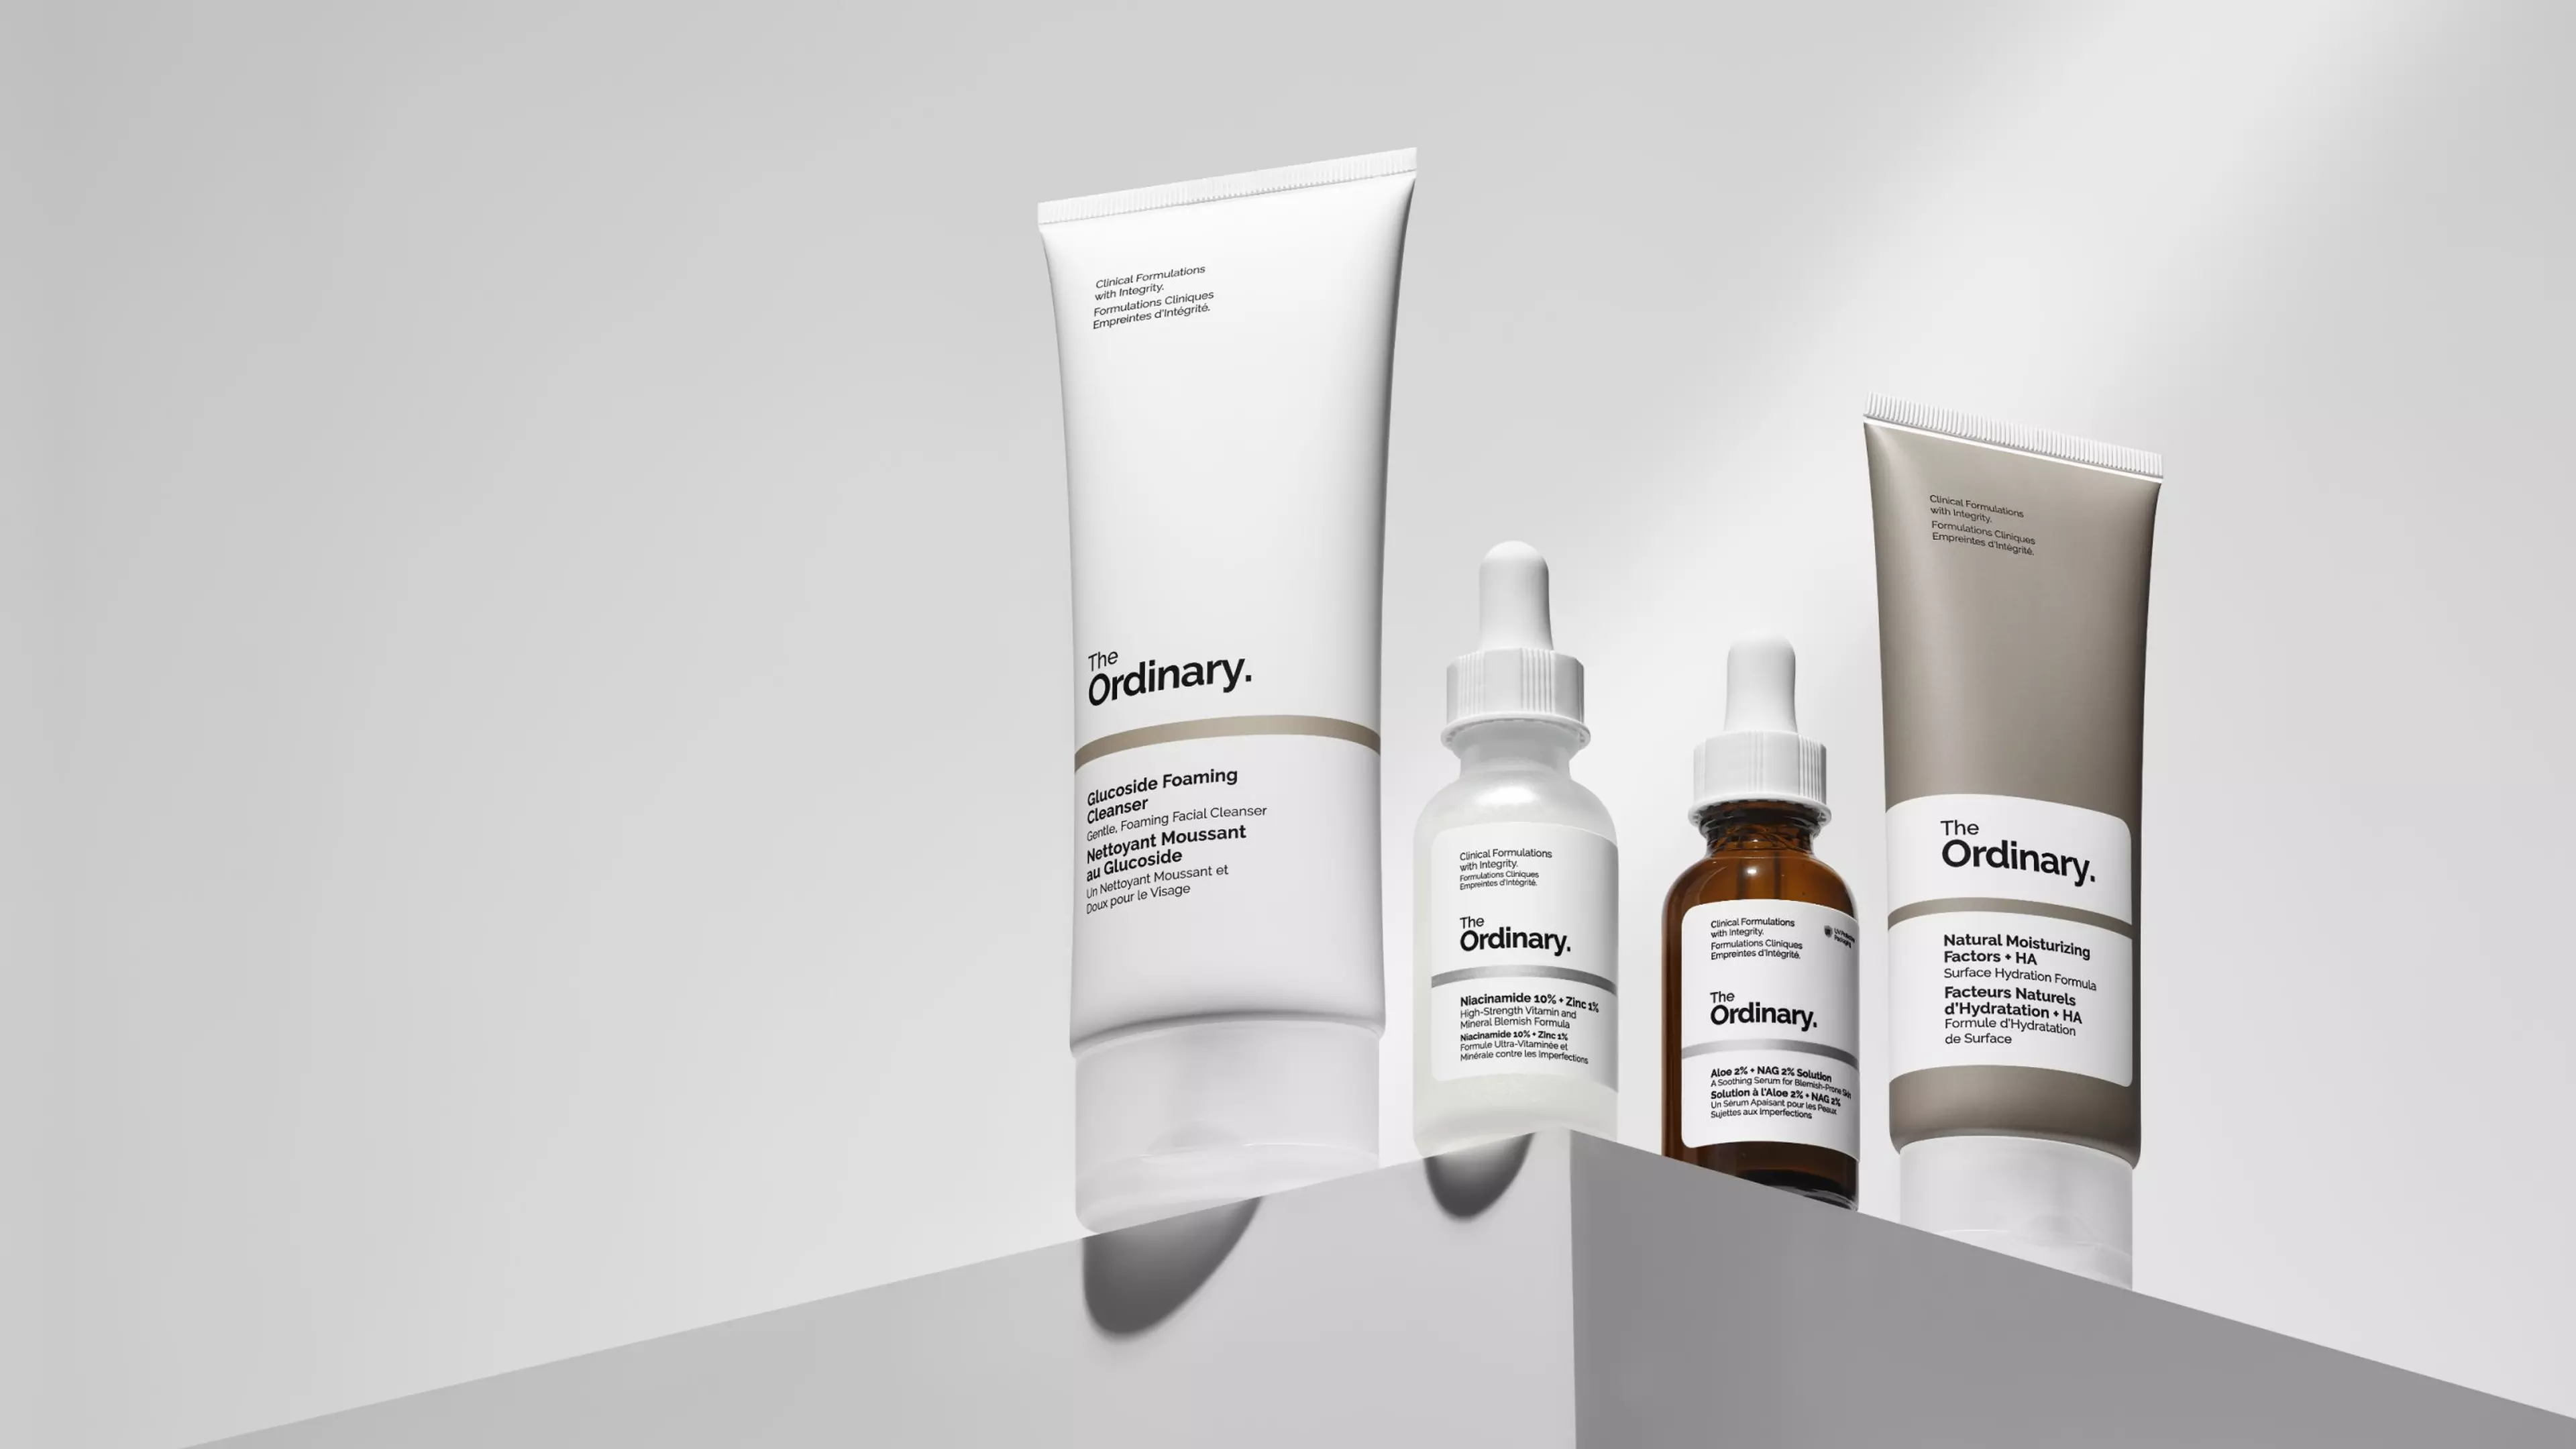 Clinical Formulations
with Integrity.
Formulations Cliniques
Empreintes d'Intégrité.
The
Ordinary.
Glucoside Foaming
Cleanser
Gentle, Foaming Facial Cleanser
Nettoyant Moussant
au Glucoside
Un Nettoyant Moussant et
Doux pour le Visage
Clinical Formulations
with Integrity.
Formulations Cliniques
Empreintes d'Intégrité.
The
Ordinary.
Niacinamide 10% + Zinc 1%
High-Strength Vitamin and
Mineral Blemish Formula
Niacinamide 10% + Zinc 1%
Formule Ultra-Vitaminée et
Minérale contre les Imperfections
Clinical Formulations
with Integrity.
Formulations Cliniques
Empreintes d'Intégrité.
UV Protective
Packaging
The
Ordinary.
Aloe 2% + NAG 2% Solution
A Soothing Serum for Blemish-Prone Skin
Solution à l'Aloe 2% + NAG 2%
Un Sérum Apaisant pour les Peaux
Sujettes aux Imperfections
Clinical Formulations
with Integrity.
Formulations Cliniques
Empreintes d'Intégrité.
The
Ordinary.
Natural Moisturizing
Factors + HA
Surface Hydration Formula
Facteurs Naturels
d'Hydratation + HA
Formule d'Hydratation
de Surface